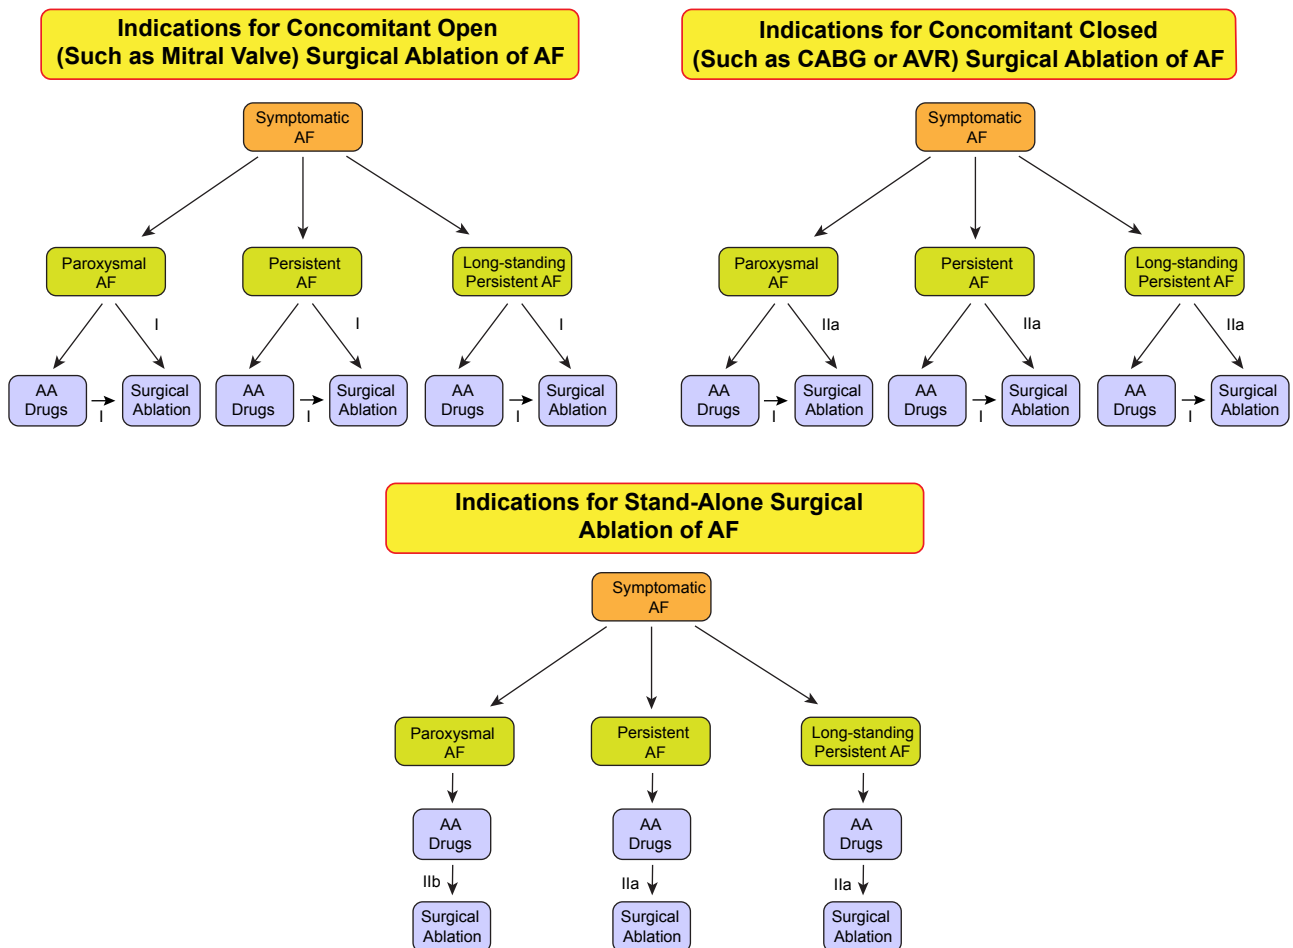 Indications for Concomitant Open
(Such as Mitral Valve) Surgical Ablation of AF
Symptomatic
AF
Paroxysmal
AF
Persistent
AF
Long-standing
Persistent AF
I
I
I
AA
Drugs
I
Surgical
Ablation
AA
Drugs
I
Surgical
Ablation
AA
Drugs
I
Surgical
Ablation
Indications for Concomitant Closed
(Such as CABG or AVR) Surgical Ablation of AF
Symptomatic
AF
Paroxysmal
AF
Persistent
AF
Long-standing
Persistent AF
IIa
IIa
IIa
AA
Drugs
I
Surgical
Ablation
AA
Drugs
I
Surgical
Ablation
AA
Drugs
I
Surgical
Ablation
Indications for Stand-Alone Surgical
Ablation of AF
Symptomatic
AF
Paroxysmal
AF
Persistent
AF
Long-standing
Persistent AF
AA
Drugs
AA
Drugs
AA
Drugs
IIb
IIa
IIa
Surgical
Ablation
Surgical
Ablation
Surgical
Ablation